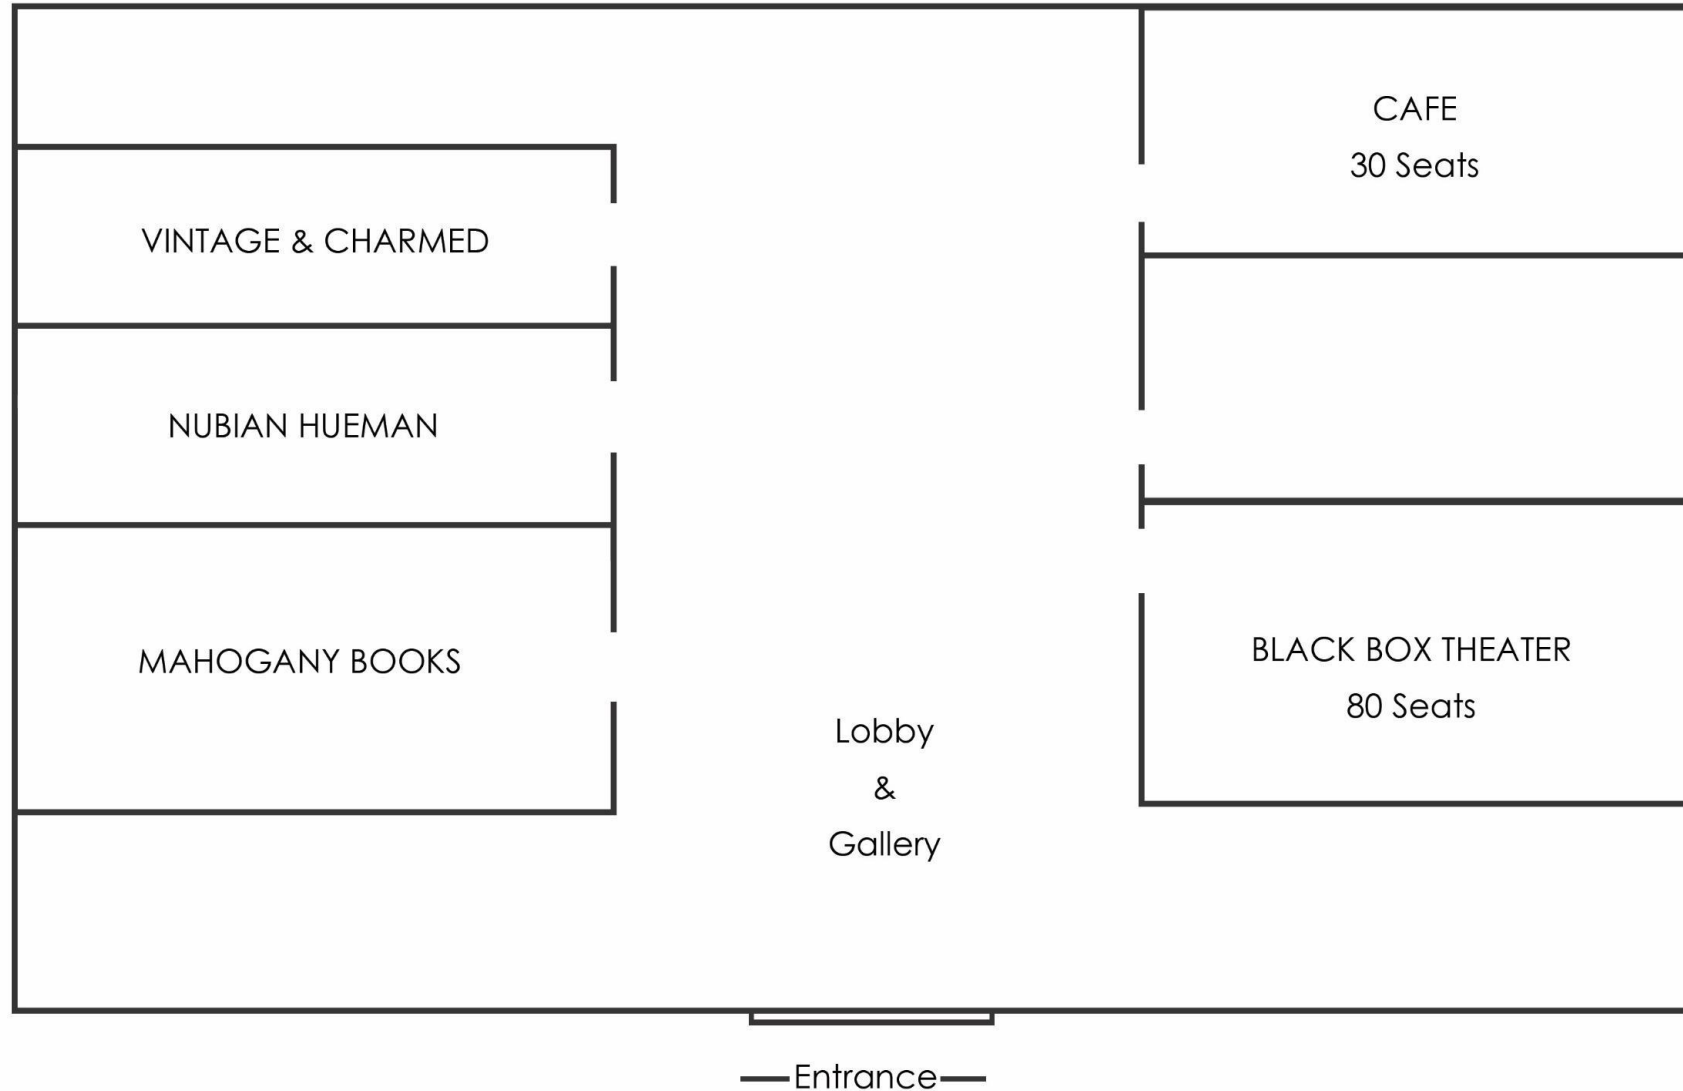 CAFE
30 Seats
VINTAGE & CHARMED
NUBIAN HUEMAN
MAHOGANY BOOKS
BLACK BOX THEATER
80 Seats
Lobby
&
Gallery
Entrance